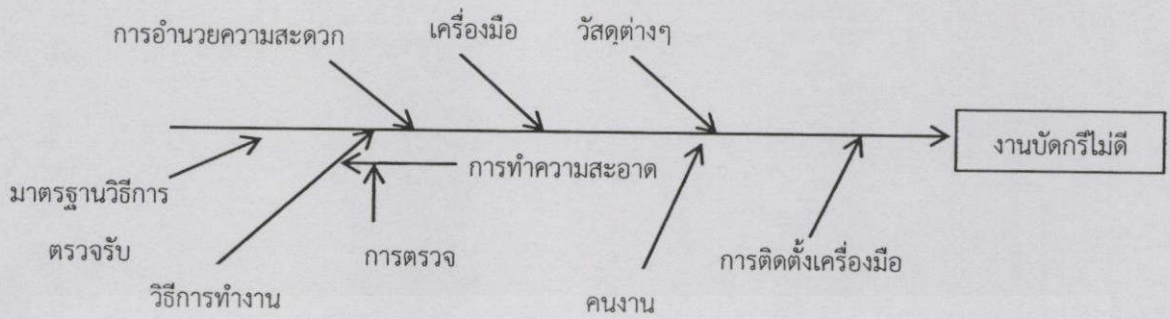 การอำนวยความสะดวก
เครื่องมือ
วัสดุต่างๆ
งานบัดกรีไม่ดี
การทำความสะอาด
มาตรฐานวิธีการ
ตรวจรับ
การตรวจ
การติดตั้งเครื่องมือ
วิธีการทำงาน
คนงาน